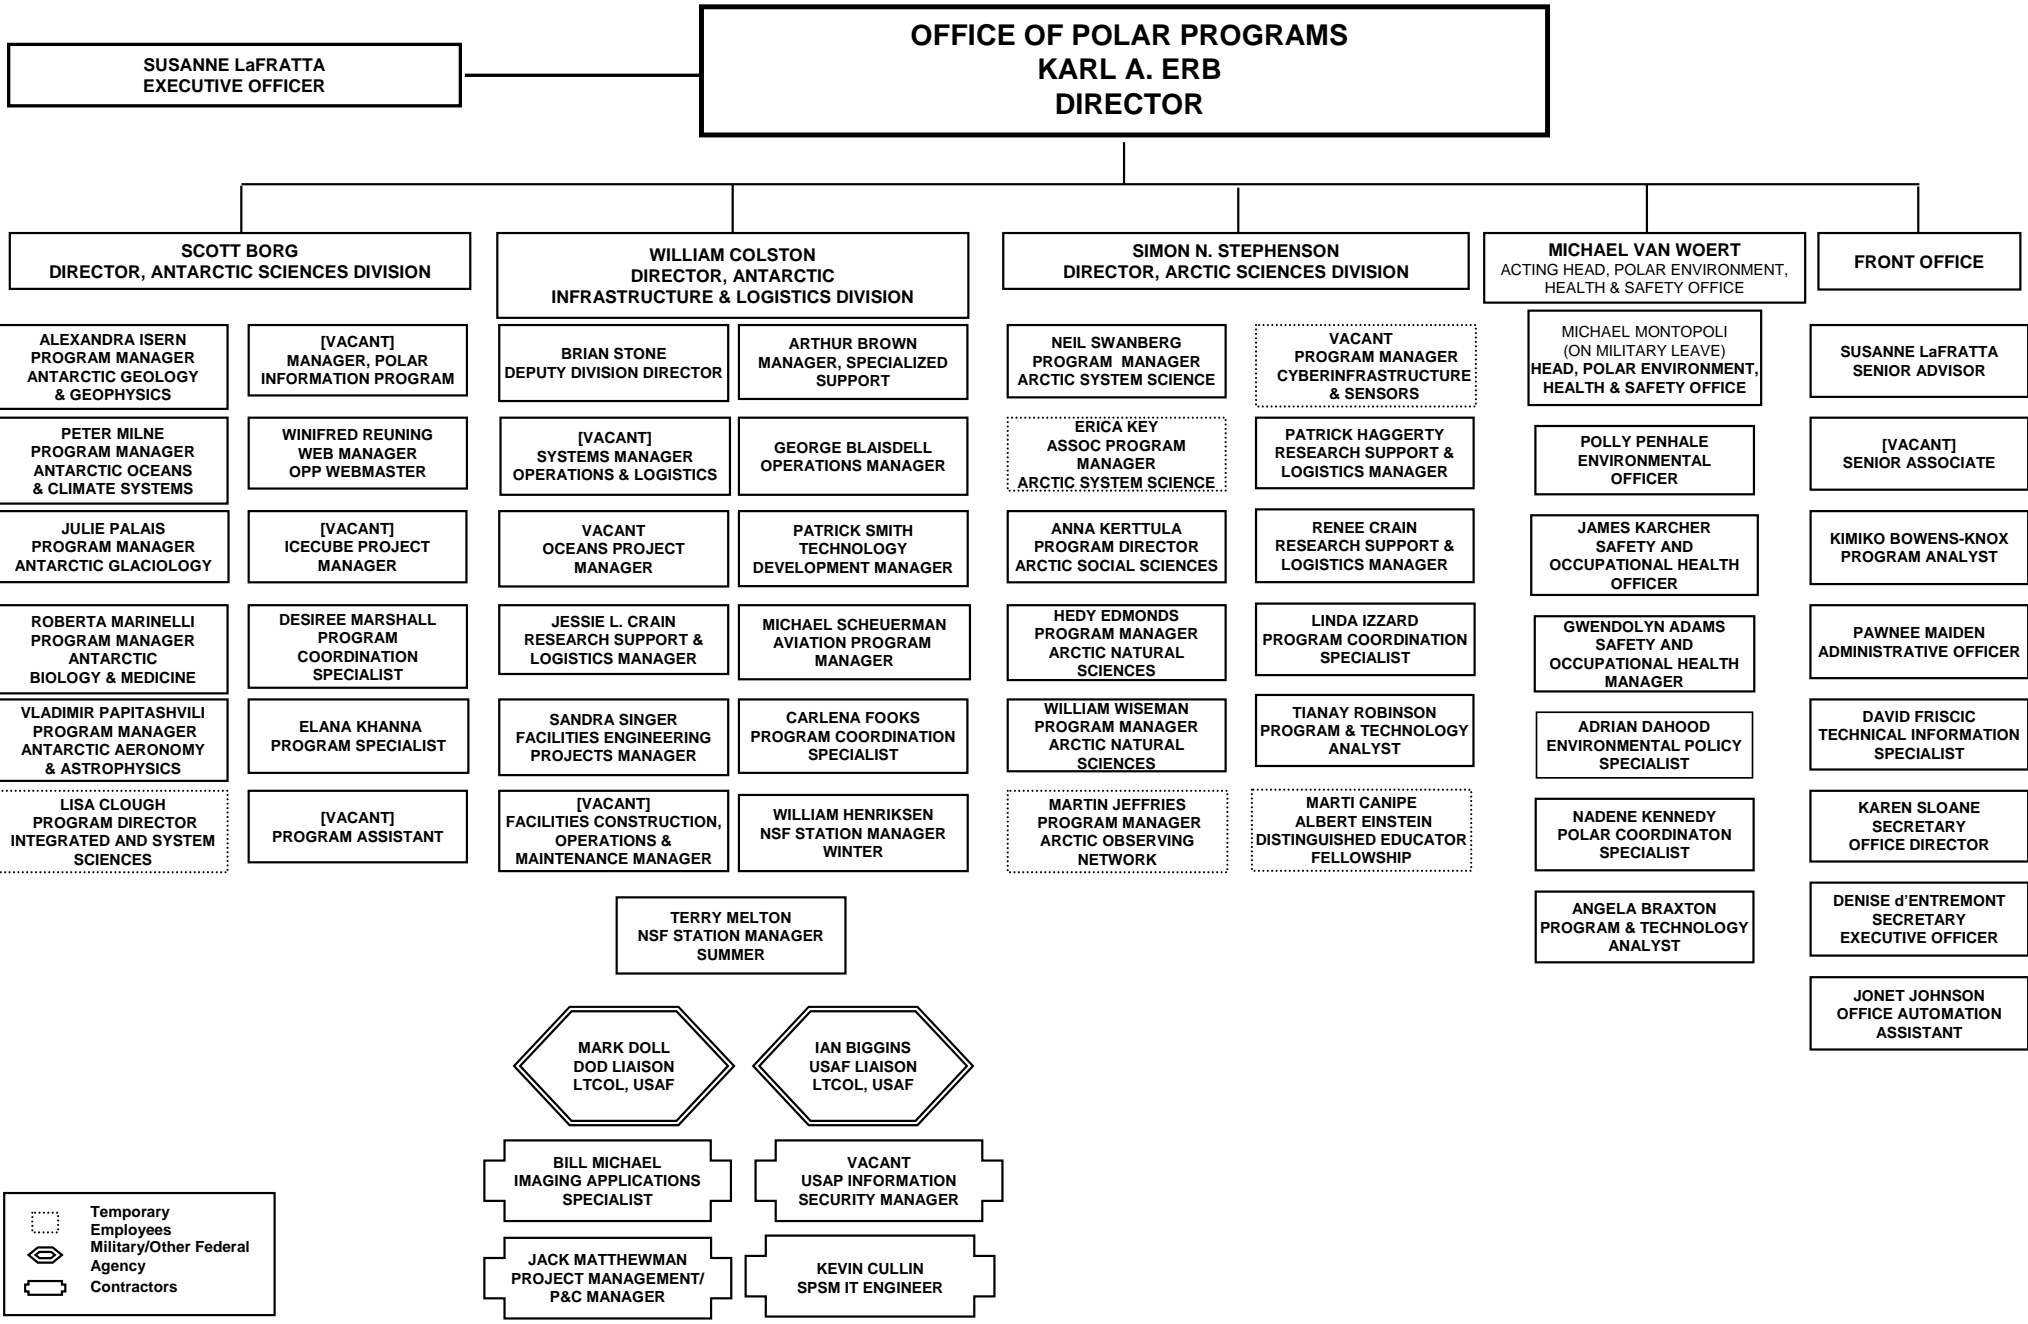 OFFICE OF POLAR PROGRAMS
KARL A. ERB
DIRECTOR
SUSANNE LaFRATTA
EXECUTIVE OFFICER
SCOTT BORG
DIRECTOR, ANTARCTIC SCIENCES DIVISION
ALEXANDRA ISERN
PROGRAM MANAGER
ANTARCTIC GEOLOGY
& GEOPHYSICS
PETER MILNE
PROGRAM MANAGER
ANTARCTIC OCEANS
& CLIMATE SYSTEMS
JULIE PALAIS
PROGRAM MANAGER
ANTARCTIC GLACIOLOGY
ROBERTA MARINELLI
PROGRAM MANAGER
ANTARCTIC
BIOLOGY & MEDICINE
VLADIMIR PAPITASHVILI
PROGRAM MANAGER
ANTARCTIC AERONOMY
& ASTROPHYSICS
LISA CLOUGH
PROGRAM DIRECTOR
INTEGRATED AND SYSTEM
SCIENCES
[VACANT]
MANAGER, POLAR
INFORMATION PROGRAM
WINIFRED REUNING
WEB MANAGER
OPP WEBMASTER
[VACANT]
ICECUBE PROJECT
MANAGER
DESIREE MARSHALL
PROGRAM
COORDINATION
SPECIALIST
ELANA KHANNA
PROGRAM SPECIALIST
[VACANT]
PROGRAM ASSISTANT
WILLIAM COLSTON
DIRECTOR, ANTARCTIC
INFRASTRUCTURE & LOGISTICS DIVISION
BRIAN STONE
DEPUTY DIVISION DIRECTOR
[VACANT]
SYSTEMS MANAGER
OPERATIONS & LOGISTICS
VACANT
OCEANS PROJECT
MANAGER
JESSIE L. CRAIN
RESEARCH SUPPORT &
LOGISTICS MANAGER
SANDRA SINGER
FACILITIES ENGINEERING
PROJECTS MANAGER
[VACANT]
FACILITIES CONSTRUCTION,
OPERATIONS &
MAINTENANCE MANAGER
ARTHUR BROWN
MANAGER, SPECIALIZED
SUPPORT
GEORGE BLAISDELL
OPERATIONS MANAGER
PATRICK SMITH
TECHNOLOGY
DEVELOPMENT MANAGER
MICHAEL SCHEUERMAN
AVIATION PROGRAM
MANAGER
CARLENA FOOKS
PROGRAM COORDINATION
SPECIALIST
WILLIAM HENRIKSEN
NSF STATION MANAGER
WINTER
TERRY MELTON
NSF STATION MANAGER
SUMMER
MARK DOLL
DOD LIAISON
LTCOL, USAF
IAN BIGGINS
USAF LIAISON
LTCOL, USAF
BILL MICHAEL
IMAGING APPLICATIONS
SPECIALIST
VACANT
USAP INFORMATION
SECURITY MANAGER
JACK MATTHEWMAN
PROJECT MANAGEMENT/
P&C MANAGER
KEVIN CULLIN
SPSM IT ENGINEER
SIMON N. STEPHENSON
DIRECTOR, ARCTIC SCIENCES DIVISION
NEIL SWANBERG
PROGRAM MANAGER
ARCTIC SYSTEM SCIENCE
ERICA KEY
ASSOC PROGRAM
MANAGER
ARCTIC SYSTEM SCIENCE
ANNA KERTTULA
PROGRAM DIRECTOR
ARCTIC SOCIAL SCIENCES
HEDY EDMONDS
PROGRAM MANAGER
ARCTIC NATURAL
SCIENCES
WILLIAM WISEMAN
PROGRAM MANAGER
ARCTIC NATURAL
SCIENCES
MARTIN JEFFRIES
PROGRAM MANAGER
ARCTIC OBSERVING
NETWORK
VACANT
PROGRAM MANAGER
CYBERINFRASTRUCTURE
& SENSORS
PATRICK HAGGERTY
RESEARCH SUPPORT &
LOGISTICS MANAGER
RENEE CRAIN
RESEARCH SUPPORT &
LOGISTICS MANAGER
LINDA IZZARD
PROGRAM COORDINATION
SPECIALIST
TIANAY ROBINSON
PROGRAM & TECHNOLOGY
ANALYST
MARTI CANIPE
ALBERT EINSTEIN
DISTINGUISHED EDUCATOR
FELLOWSHIP
MICHAEL VAN WOERT
ACTING HEAD, POLAR ENVIRONMENT,
HEALTH & SAFETY OFFICE
MICHAEL MONTOPOLI
(ON MILITARY LEAVE)
HEAD, POLAR ENVIRONMENT,
HEALTH & SAFETY OFFICE
POLLY PENHALE
ENVIRONMENTAL
OFFICER
JAMES KARCHER
SAFETY AND
OCCUPATIONAL HEALTH
OFFICER
GWENDOLYN ADAMS
SAFETY AND
OCCUPATIONAL HEALTH
MANAGER
ADRIAN DAHOOD
ENVIRONMENTAL POLICY
SPECIALIST
NADENE KENNEDY
POLAR COORDINATON
SPECIALIST
ANGELA BRAXTON
PROGRAM & TECHNOLOGY
ANALYST
FRONT OFFICE
SUSANNE LaFRATTA
SENIOR ADVISOR
[VACANT]
SENIOR ASSOCIATE
KIMIKO BOWENS-KNOX
PROGRAM ANALYST
PAWNEE MAIDEN
ADMINISTRATIVE OFFICER
DAVID FRISCIC
TECHNICAL INFORMATION
SPECIALIST
KAREN SLOANE
SECRETARY
OFFICE DIRECTOR
DENISE d'ENTREMONT
SECRETARY
EXECUTIVE OFFICER
JONET JOHNSON
OFFICE AUTOMATION
ASSISTANT
Temporary
Employees
Military/Other Federal
Agency
Contractors